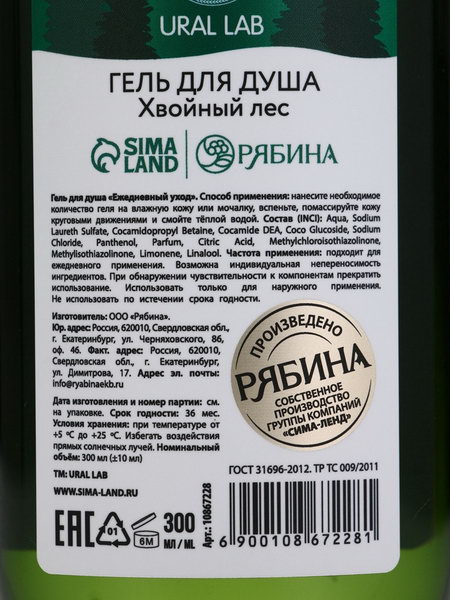 URAL LAB
ГЕЛЬ ДЛЯ ДУША
Хвойный лес
SIMA LAND
РЯБИНА
Гель для душа «Ежедневный уход». Способ применения: нанесите необходимое
количество геля на влажную кожу или мочалку, вспеньте, помассируйте кожу
круговыми движениями и смойте тёплой водой. Состав (INCI): Aqua, Sodium
Laureth Sulfate, Cocamidopropyl Betaine, Cocamide DEA, Coco Glucoside, Sodium
Chloride, Panthenol, Parfum, Citric Acid, Methylchloroisothiazolinone,
Methylisothiazolinone, Limonene, Linalool. Частота применения: подходит для
ежедневного применения. Возможна индивидуальная непереносимость
ингредиентов. При обнаружении чувствительности к компонентам прекратить
использование. Использовать только для наружного применения.
Не использовать по истечении срока годности.
Изготовитель: ООО «Рябина».
Юр. адрес: Россия, 620010, Свердловская обл.,
г. Екатеринбург, ул. Черняховского, 86,
оф. 46. Факт. адрес: Россия, 620010,
Свердловская обл., г. Екатеринбург,
ул. Димитрова, 17. Адрес эл. почты:
info@ryabinaekb.ru
ПРОИЗВЕДЕНО
РЯБИНА
СОБСТВЕННОЕ
ПРОИЗВОДСТВО
ГРУППЫ КОМПАНИЙ
«СИМА-ЛЕНД»
Дата изготовления и номер партии: см.
на упаковке. Срок годности: 36 мес.
Условия хранения: при температуре от
+5 °C до +25 °C. Избегать воздействия
прямых солнечных лучей. Номинальный
объём: 300 мл (±10 мл)
ТМ: URAL LAB
WWW.SIMA-LAND.RU
ГОСТ 31696-2012. ТР ТС 009/2011
EAC
01
6М
300
МЛ / ML
Арт.: 10867228
6 900108 672281